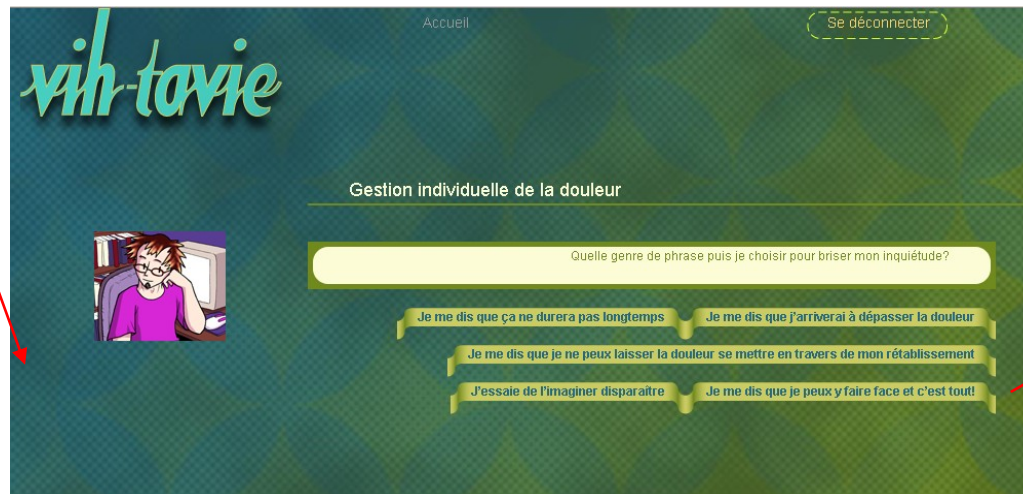 Accueil Se déconnecter
vih-tavie
Gestion individuelle de la douleur
Quelle genre de phrase puis je choisir pour briser mon inquiétude?
Je me dis que ça ne durera pas longtemps Je me dis que j'arriverai à dépasser la douleur
Je me dis que je ne peux laisser la douleur se mettre en travers de mon rétablissement
J'essaie de l'imaginer disparaître Je me dis que je peux y faire face et c'est tout!